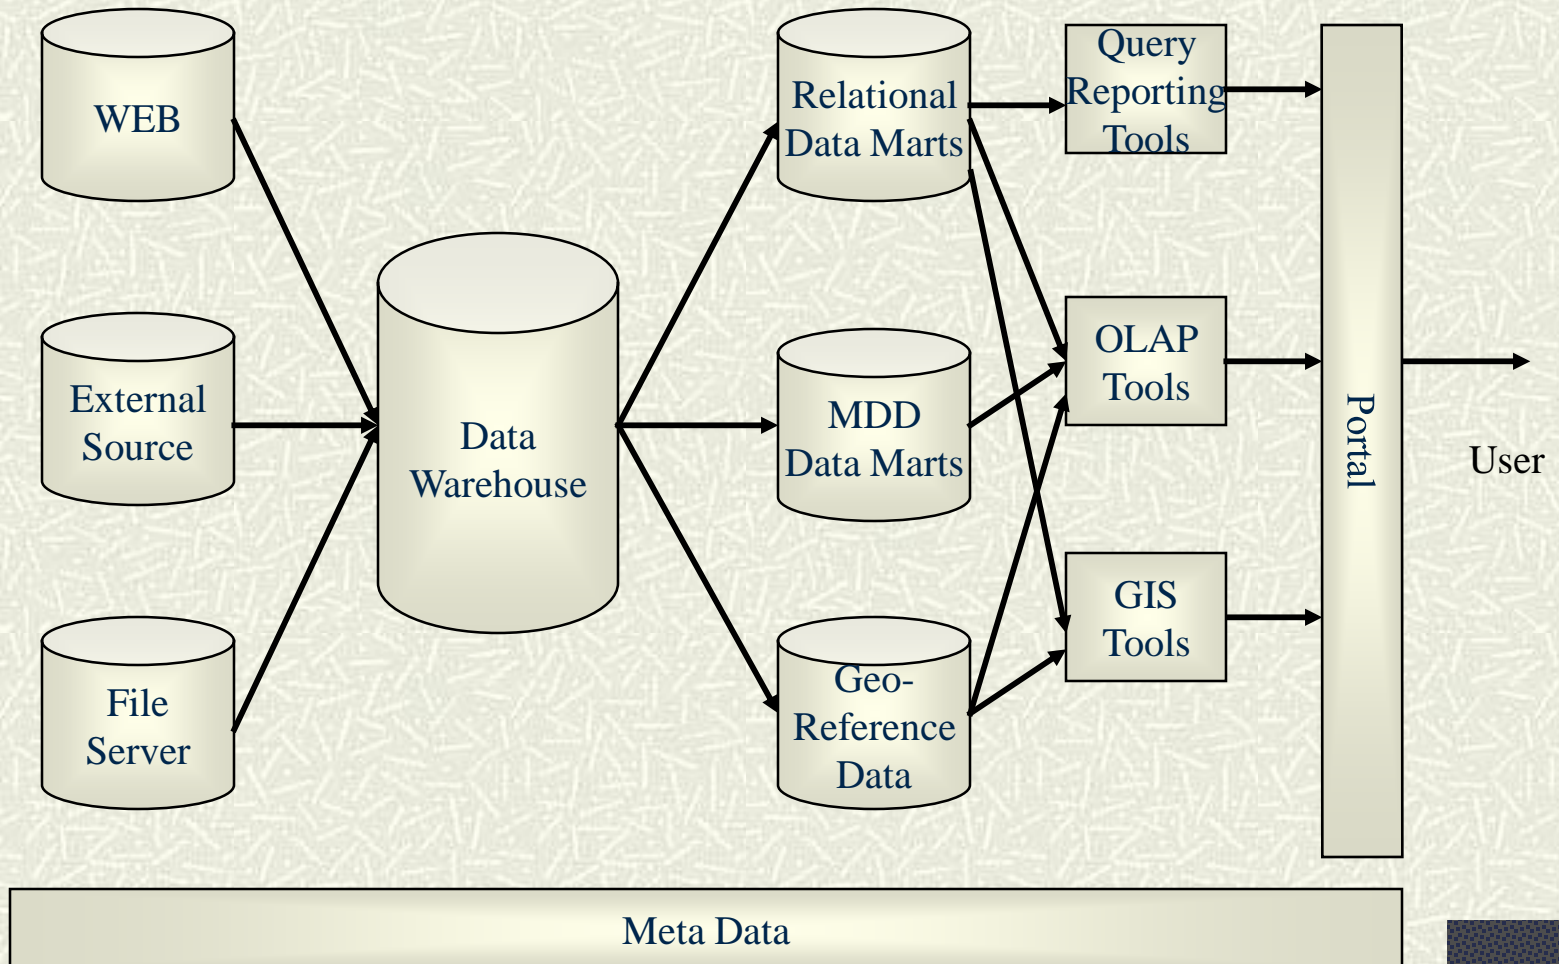 WEB
External
Source
File
Server
Data
Warehouse
Relational
Data Marts
MDD
Data Marts
Geo-
Reference
Data
Query
Reporting
Tools
OLAP
Tools
GIS
Tools
Portal
User
Meta Data